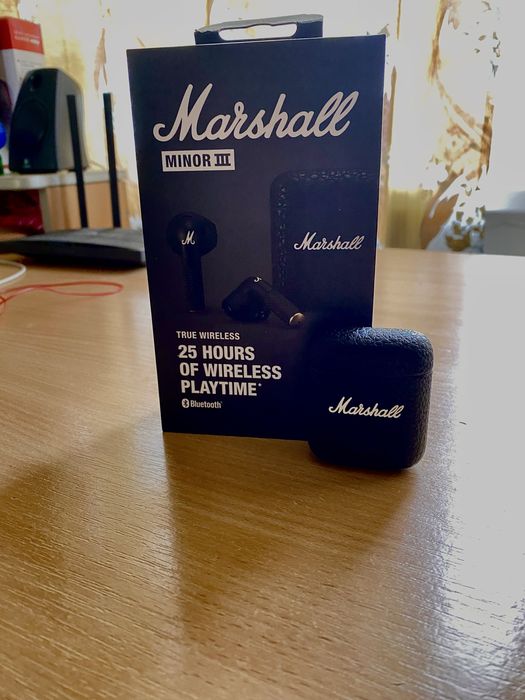 Marshall
MINOR III
M
Marshall
TRUE WIRELESS
25 HOURS
OF WIRELESS
PLAYTIME*
Bluetooth®
Marshall